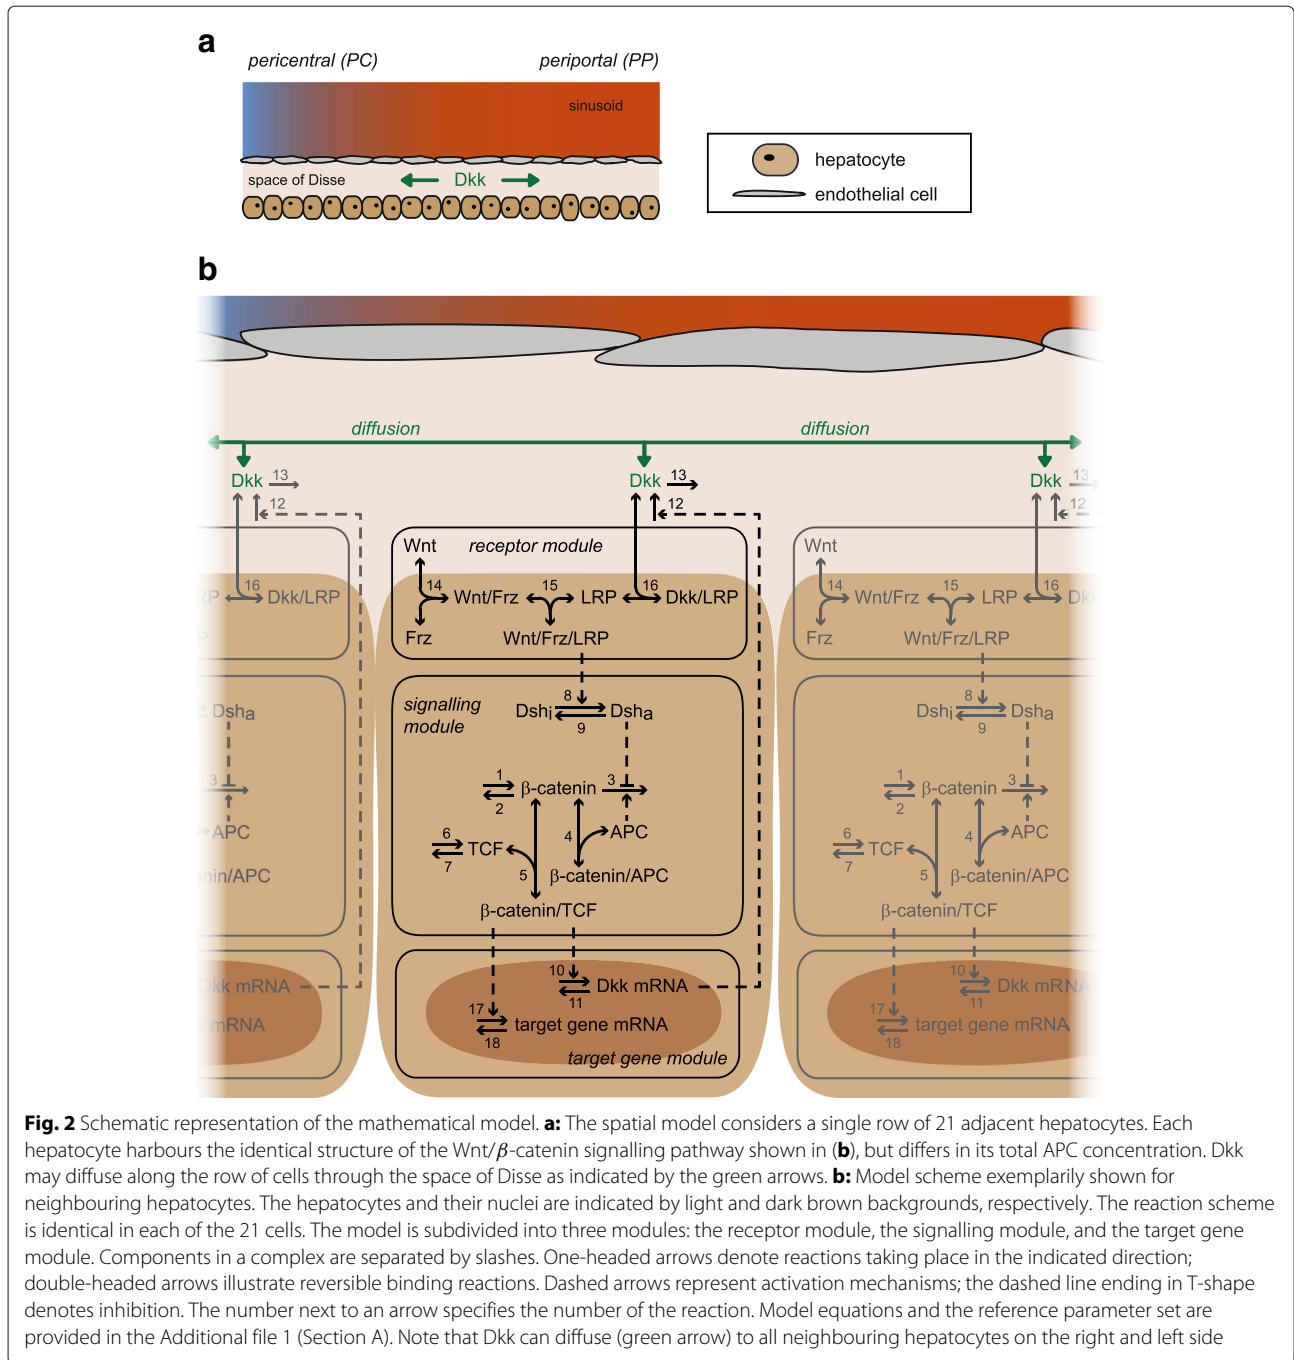 a
pericentral (PC) periportal (PP)
sinusoid
space of Disse Dkk
hepatocyte
endothelial cell
b
diffusion diffusion
Dkk 13 Dkk 13 Dkk 13
12 12 12
Wnt receptor module Wnt
16 14 15 16 14 15 16
RP Dkk/LRP Wnt/Frz LRP Dkk/LRP Wnt/Frz LRP Dkk
P Frz Wnt/Frz/LRP Frz Wnt/Frz/LRP
signalling
module
8 8
Dsha Dshi Dsha Dshi Dsha
9 9
3 1 β-catenin 3 1 β-catenin 3
2 2
APC 6 TCF 4 APC 6 TCF 4 APC
7 7
nin/APC 5 β-catenin/APC 5 β-catenin/APC
β-catenin/TCF β-catenin/TCF
10 10
Dkk mRNA Dkk mRNA Dkk mRNA
11 11
17 17
mRNA target gene mRNA target gene mRNA
18 18
target gene module
Fig. 2 Schematic representation of the mathematical model. a: The spatial model considers a single row of 21 adjacent hepatocytes. Each
hepatocyte harbours the identical structure of the Wnt/β-catenin signalling pathway shown in (b), but differs in its total APC concentration. Dkk
may diffuse along the row of cells through the space of Disse as indicated by the green arrows. b: Model scheme exemplarily shown for
neighbouring hepatocytes. The hepatocytes and their nuclei are indicated by light and dark brown backgrounds, respectively. The reaction scheme
is identical in each of the 21 cells. The model is subdivided into three modules: the receptor module, the signalling module, and the target gene
module. Components in a complex are separated by slashes. One-headed arrows denote reactions taking place in the indicated direction;
double-headed arrows illustrate reversible binding reactions. Dashed arrows represent activation mechanisms; the dashed line ending in T-shape
denotes inhibition. The number next to an arrow specifies the number of the reaction. Model equations and the reference parameter set are
provided in the Additional file 1 (Section A). Note that Dkk can diffuse (green arrow) to all neighbouring hepatocytes on the right and left side